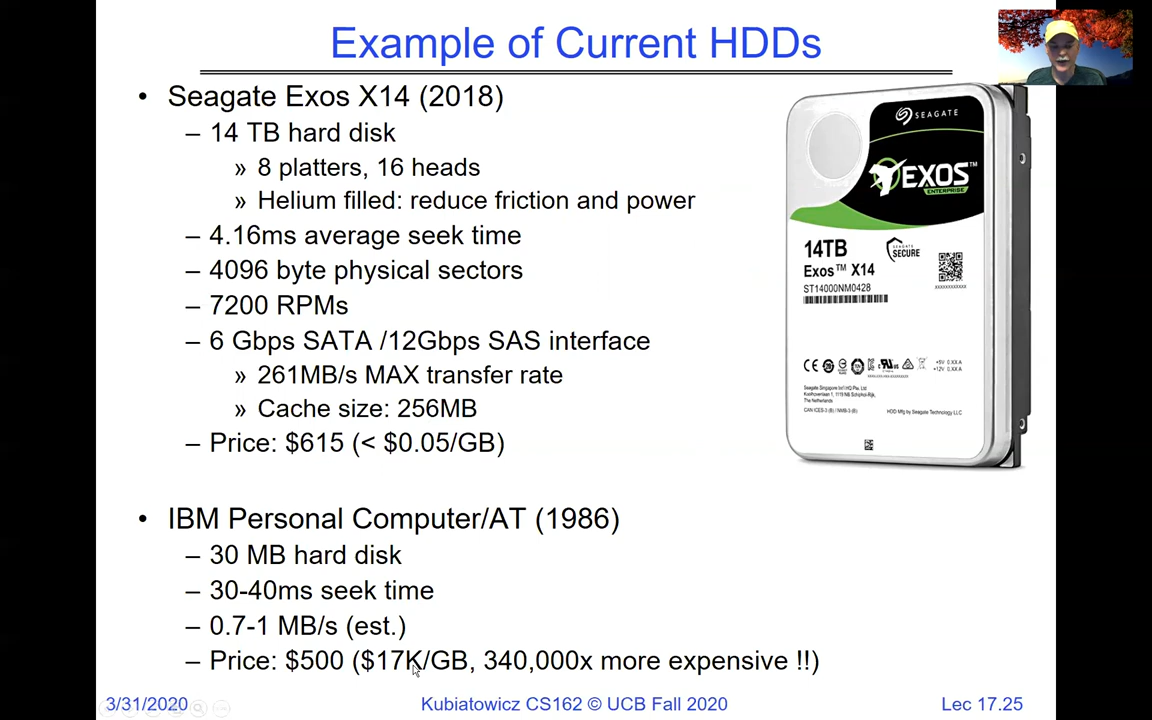 Example of Current HDDs
• Seagate Exos X14 (2018)
– 14 TB hard disk
» 8 platters, 16 heads
» Helium filled: reduce friction and power
– 4.16ms average seek time
– 4096 byte physical sectors
– 7200 RPMs
– 6 Gbps SATA /12Gbps SAS interface
» 261MB/s MAX transfer rate
» Cache size: 256MB
– Price: $615 (< $0.05/GB)
SEAGATE
EXOS™
ENTERPRISE
14TB
SEAGATE SECURE
Exos™ X14
ST14000NM0428
• IBM Personal Computer/AT (1986)
– 30 MB hard disk
– 30-40ms seek time
– 0.7-1 MB/s (est.)
– Price: $500 ($17K/GB, 340,000x more expensive !!)
3/31/2020
Kubiatowicz CS162 © UCB Fall 2020
Lec 17.25